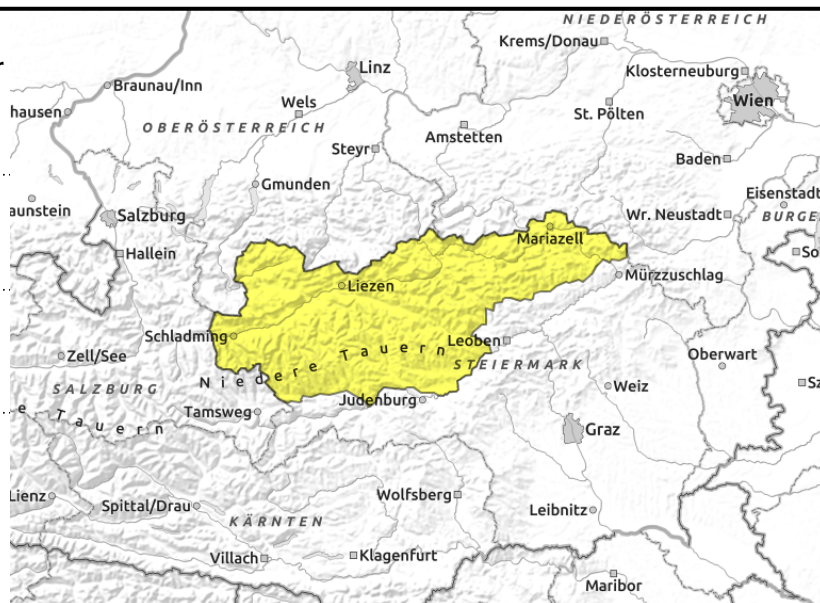 NIEDERÖSTERREICH
Krems/Donau
Linz
Klosterneuburg
Braunau/Inn
Wels
Wien
hausen
St. Pölten
OBERÖSTERREICH
Amstetten
Steyr
Baden
Gmunden
Eisenstadt
aunstein
Salzburg
Wr. Neustadt
BURGE
Mariazell
Hallein
So
Mürzzuschlag
Liezen
Schladming
Leoben
Zell/See
Niedere Tauern
STEIERMARK
Oberwart
SALZBURG
Weiz
Sz
Judenburg
Tamsweg
e Tauern
Graz
Lienz
Wolfsberg
Spittal/Drau
Leibnitz
KÄRNTEN
Villach
Klagenfurt
Maribor